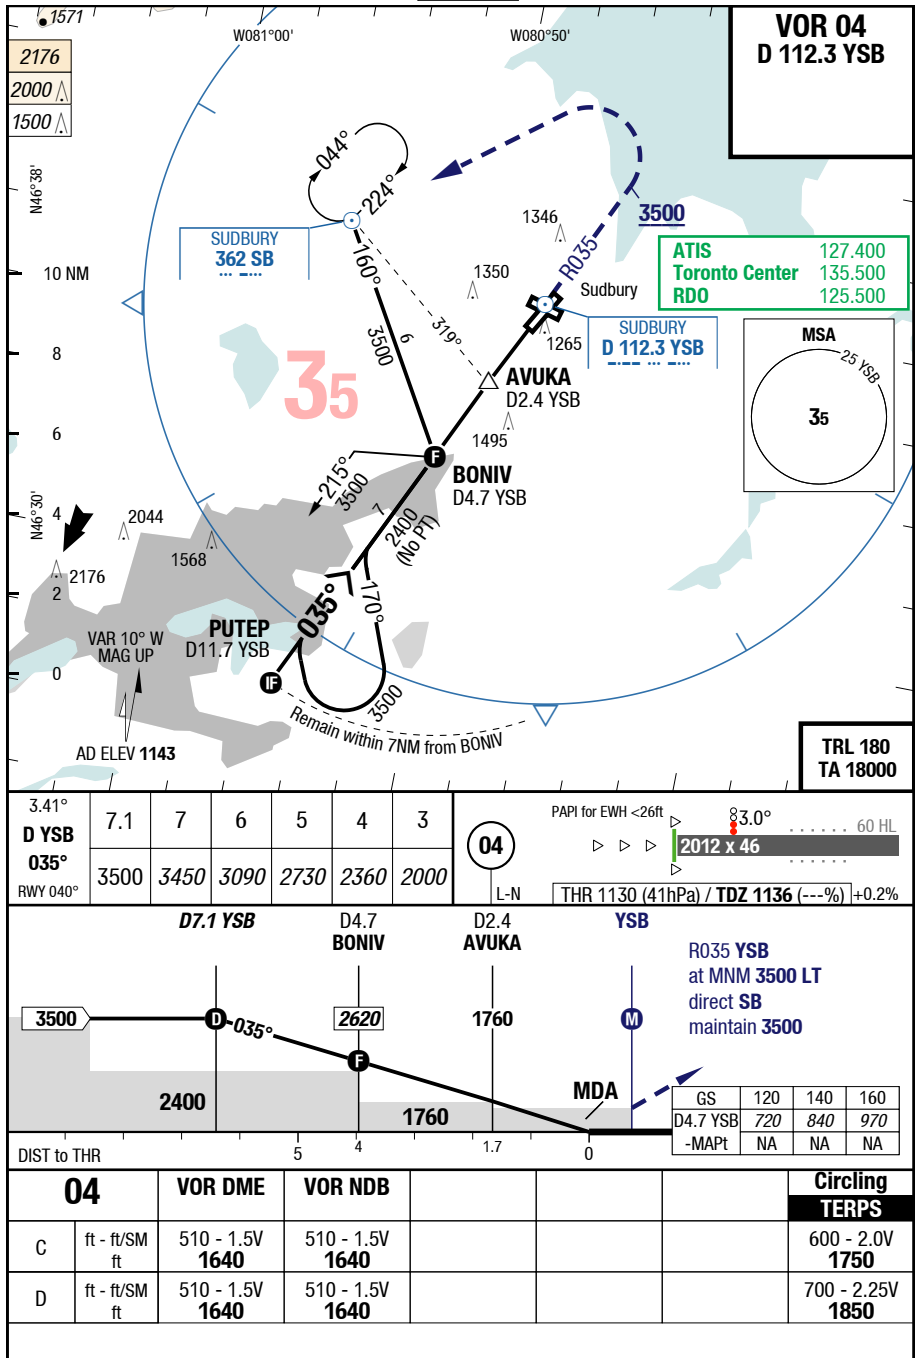 1571
2176
2000
1500
W081°00'
W080°50'
VOR 04
D 112.3 YSB
N46°38'
10 NM
8
6
4
2
0
N46°30'
044°
224°
SUDBURY
362 SB
160°
6
3500
319°
35
1346
1350
R035
3500
Sudbury
1265
ATIS 127.400
Toronto Center 135.500
RDO 125.500
SUDBURY
D 112.3 YSB
MSA
25 YSB
35
AVUKA
D2.4 YSB
1495
BONIV
D4.7 YSB
215°
3500
7
2400
(No PT)
2044
1568
2176
170°
035°
PUTEP
D11.7 YSB
IF
F
3500
Remain within 7NM from BONIV
VAR 10° W
MAG UP
AD ELEV 1143
TRL 180
TA 18000
3.41°
D YSB
035°
RWY 040°
7.1 7 6 5 4 3
3500 3450 3090 2730 2360 2000
04
L-N
PAPI for EWH <26ft
3.0°
60 HL
2012 x 46
THR 1130 (41hPa) / TDZ 1136 (---%) +0.2%
D7.1 YSB
D4.7
BONIV
D2.4
AVUKA
YSB
R035 YSB
at MNM 3500 LT
direct SB
maintain 3500
3500
D
035°
2620
1760
M
F
2400
1760
MDA
GS 120 140 160
D4.7 YSB 720 840 970
-MAPt NA NA NA
DIST to THR
5 4 1.7 0
04 VOR DME VOR NDB Circling
TERPS
C ft - ft/SM 510 - 1.5V 510 - 1.5V 600 - 2.0V
ft 1640 1640 1750
D ft - ft/SM 510 - 1.5V 510 - 1.5V 700 - 2.25V
ft 1640 1640 1850